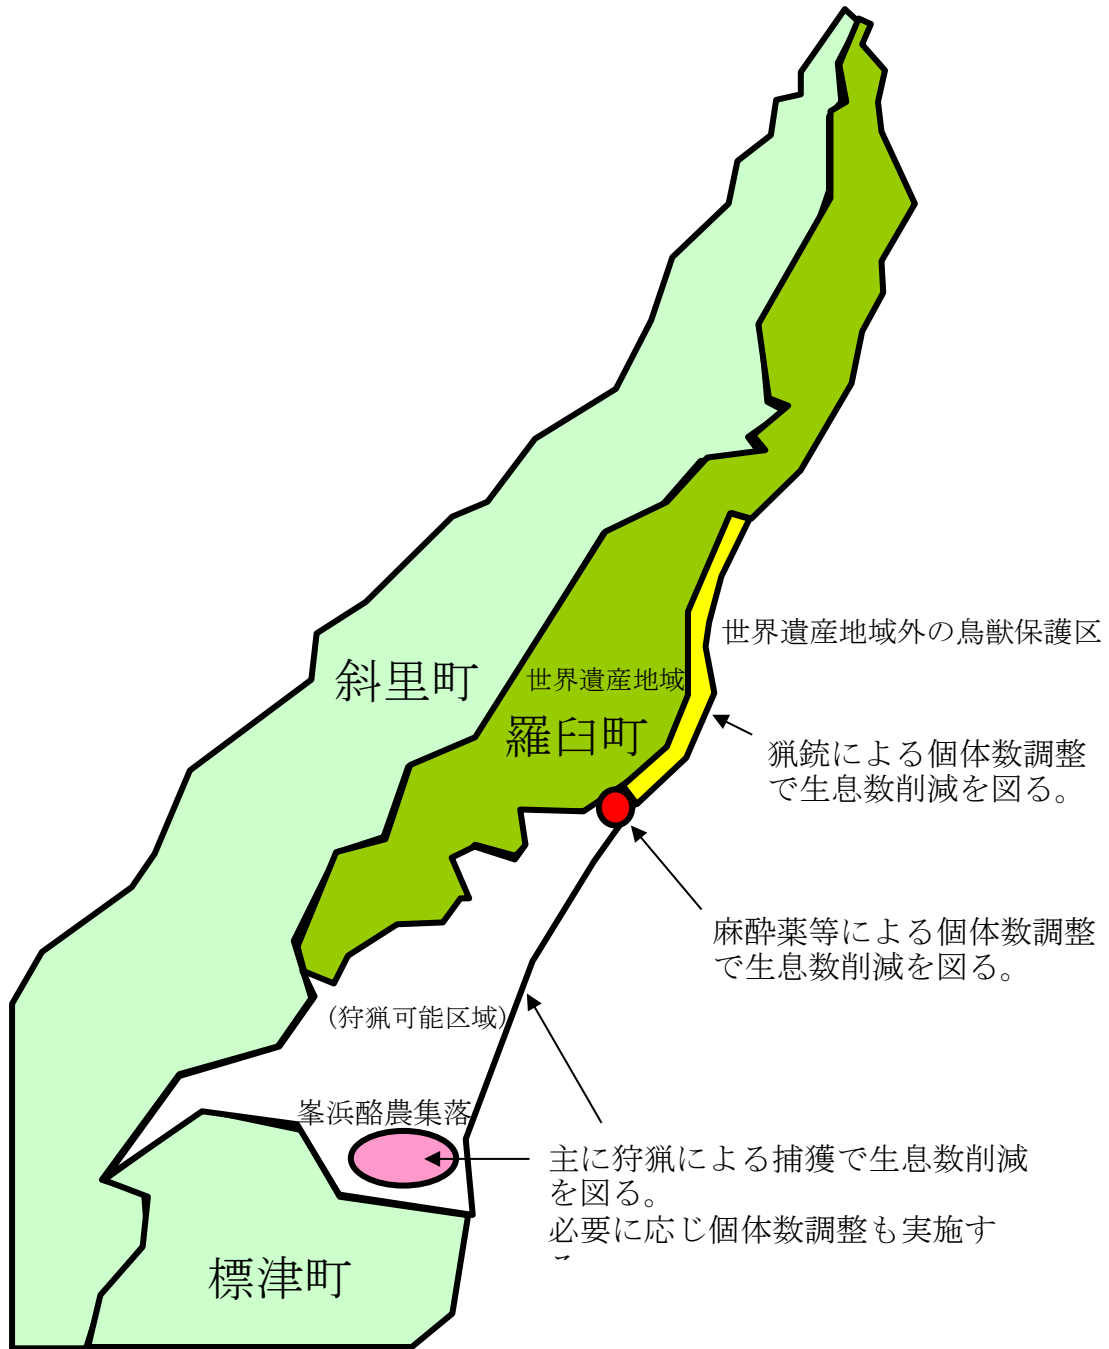 世界遺産地域外の鳥獣保護区
斜里町
世界遺産地域
羅臼町
猟銃による個体数調整
で生息数削減を図る。
麻酔薬等による個体数調整
で生息数削減を図る。
(狩猟可能区域)
峯浜酪農集落
主に狩猟による捕獲で生息数削減
を図る。
必要に応じ個体数調整も実施す
標津町